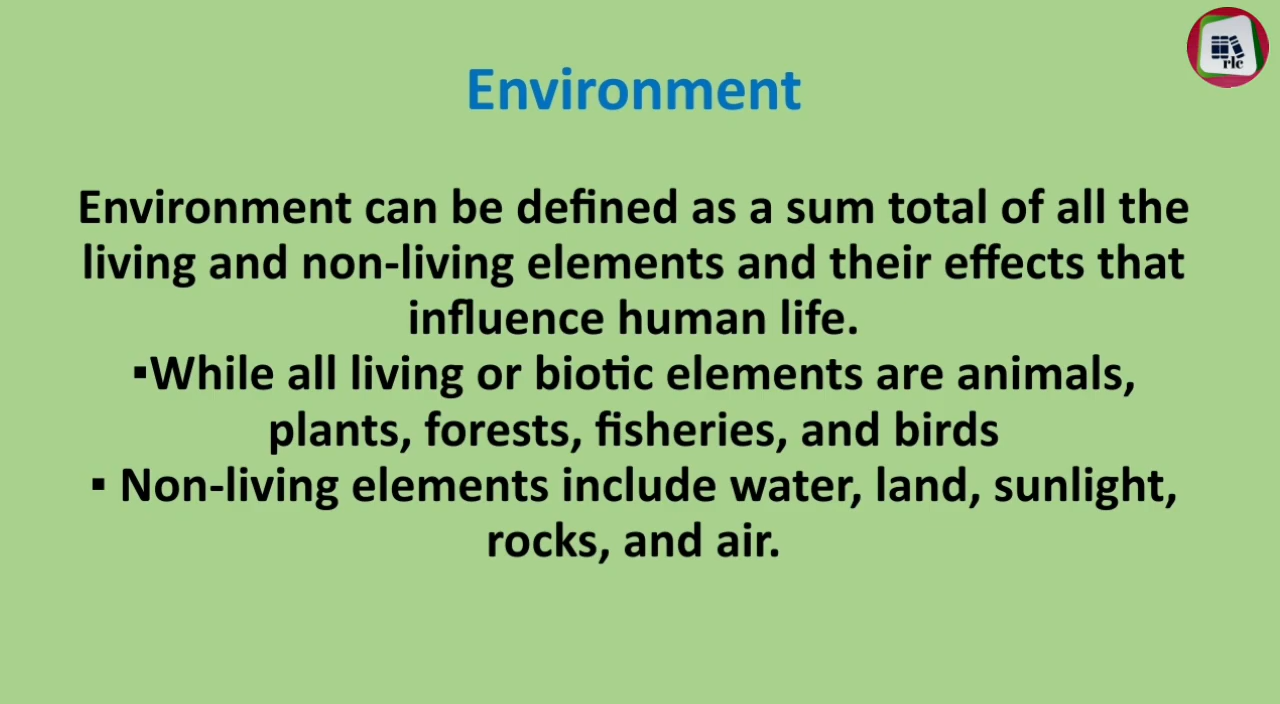 rlc
Environment
Environment can be defined as a sum total of all the
living and non-living elements and their effects that
influence human life.
▪While all living or biotic elements are animals,
plants, forests, fisheries, and birds
▪ Non-living elements include water, land, sunlight,
rocks, and air.